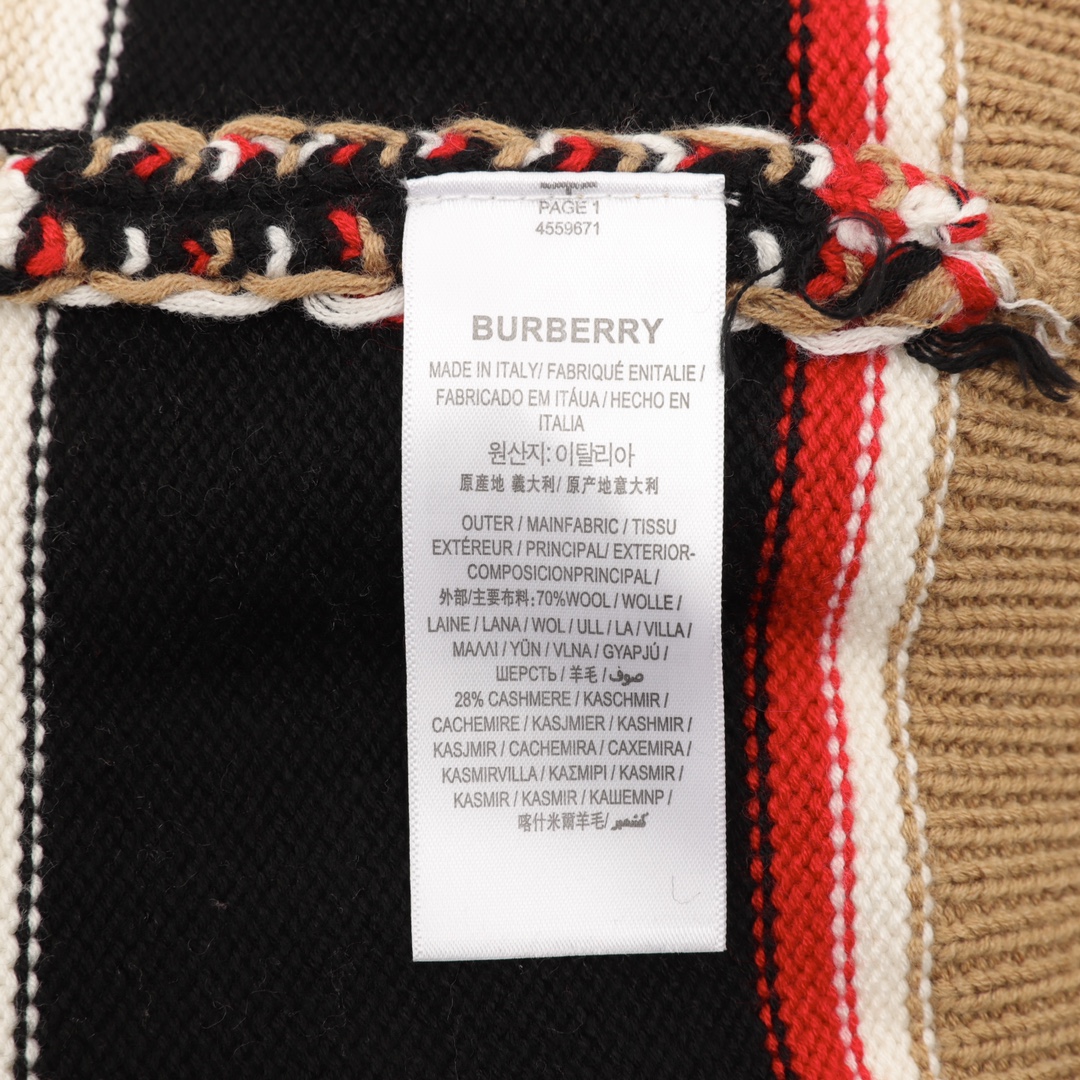 PAGE 1
4559671
BURBERRY
MADE IN ITALY/ FABRIQUÉ ENITALIE /
FABRICADO EM ITÁUA / HECHO EN
ITALIA
원산지: 이탈리아
原産地 義大利/ 原产地意大利
OUTER / MAINFABRIC / TISSU
EXTÉREUR / PRINCIPAL/ EXTERIOR-
COMPOSICIONPRINCIPAL /
外部/主要布料:70%WOOL / WOLLE /
LAINE / LANA / WOL / ULL / LA / VILLA /
ΜΑΛΛΙ / YÜN / VLNA / GYAPJÚ /
ШЕРСТЬ / 羊毛 / صوف
28% CASHMERE / KASCHMIR /
CACHEMIRE / KASJMIER / KASHMIR /
KASJMIR / CACHEMIRA / CAXEMIRA /
KASMIRVILLA / ΚΑΣΜΙΡΙ / KASMIR /
KASMIR / KASMIR / КАШЕМNР /
喀什米爾羊毛/ كشمير